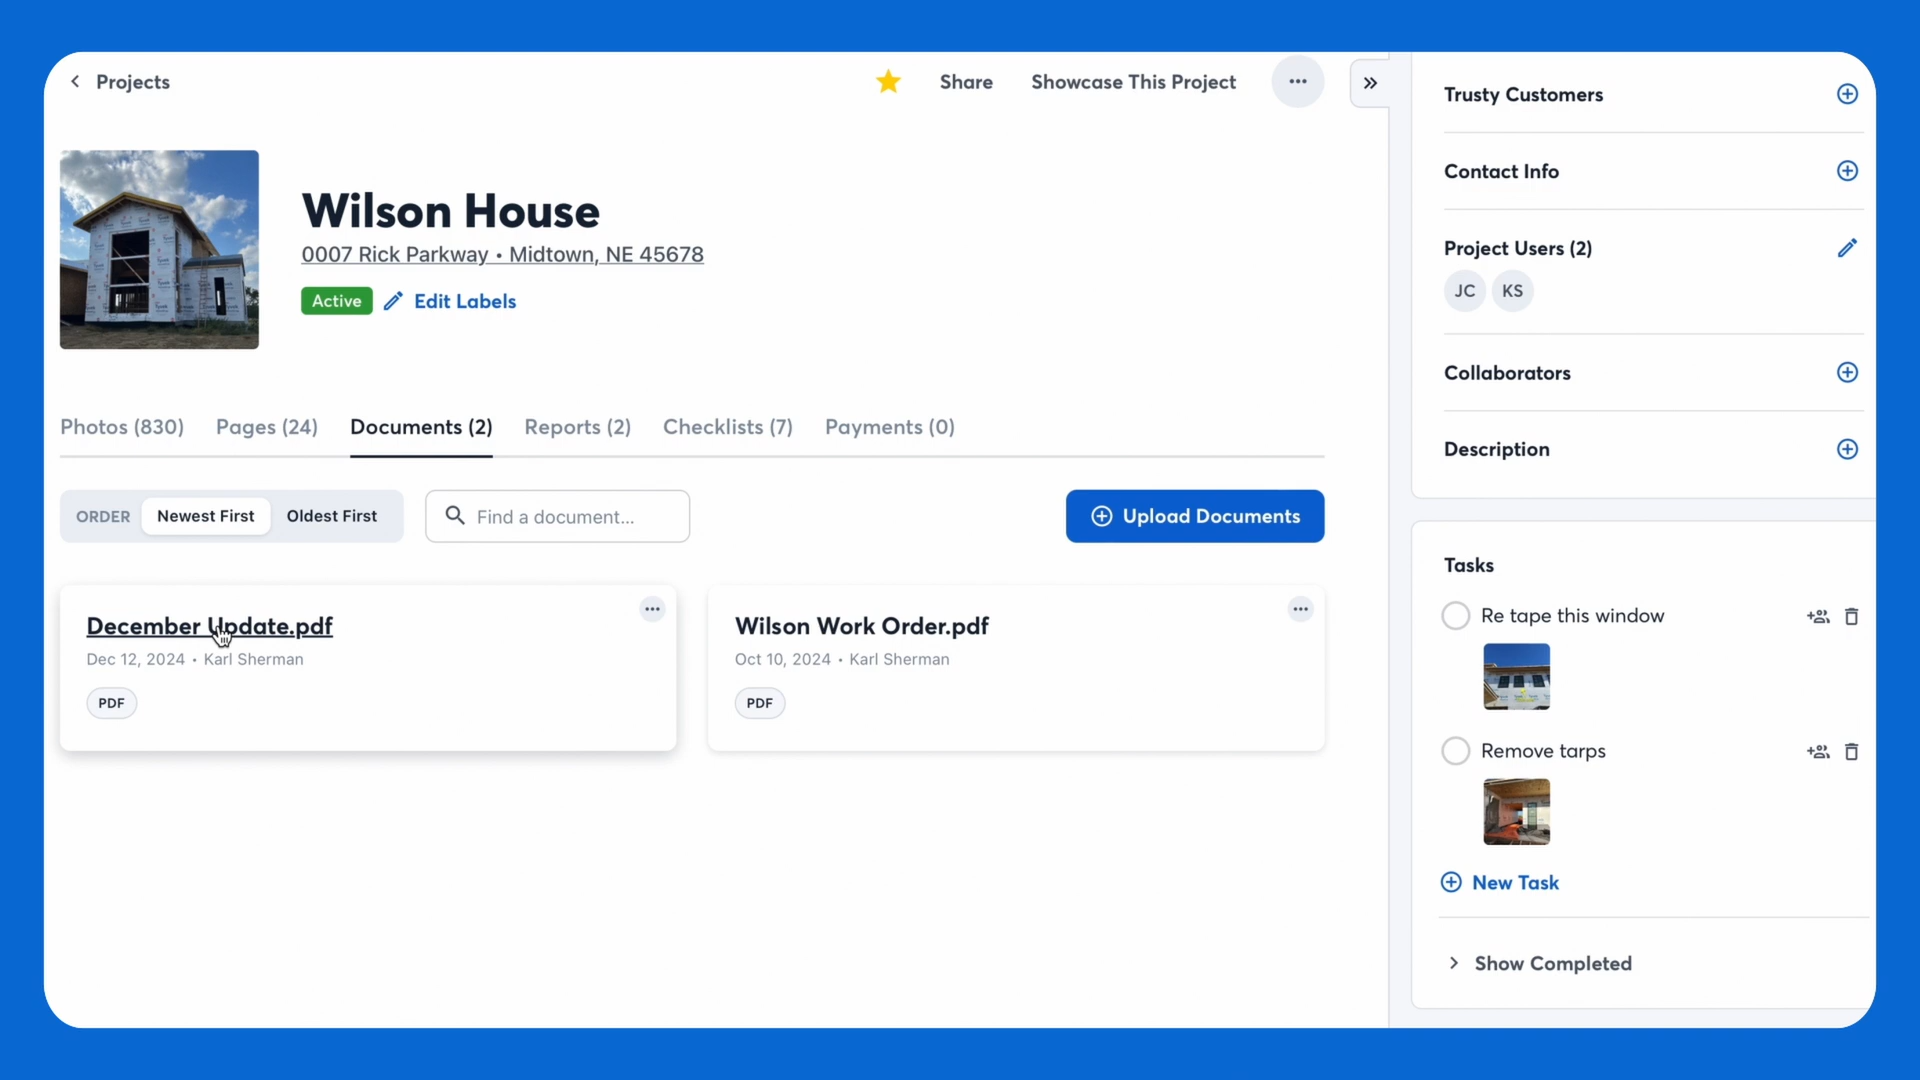 Projects
Share
Showcase This Project
Wilson House
0007 Rick Parkway • Midtown, NE 45678
Active
Edit Labels
Photos (830)
Pages (24)
Documents (2)
Reports (2)
Checklists (7)
Payments (0)
ORDER
Newest First
Oldest First
Find a document...
Upload Documents
December Update.pdf
Dec 12, 2024 • Karl Sherman
PDF
Wilson Work Order.pdf
Oct 10, 2024 • Karl Sherman
PDF
Trusty Customers
Contact Info
Project Users (2)
JC
KS
Collaborators
Description
Tasks
Re tape this window
Remove tarps
New Task
Show Completed